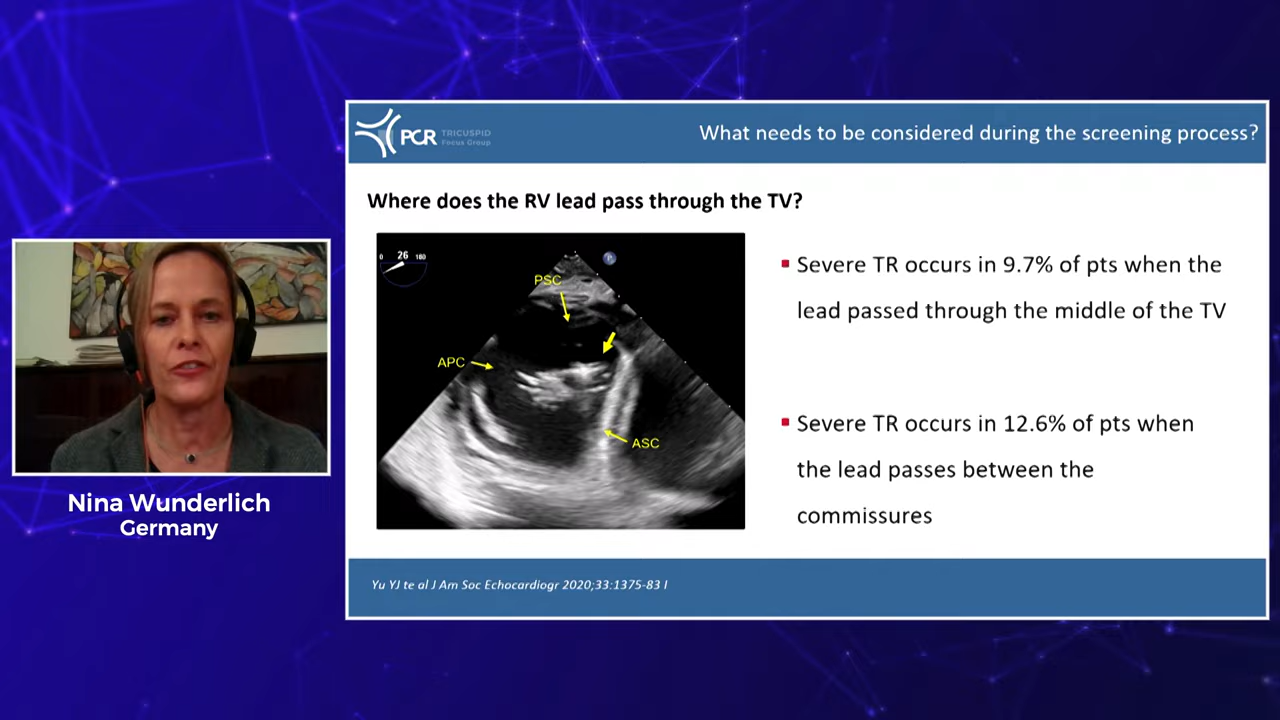 PCR
TRICUSPID
Focus Group
What needs to be considered during the screening process?
Where does the RV lead pass through the TV?
0 26 180
P
PSC
APC
ASC
Severe TR occurs in 9.7% of pts when the
lead passed through the middle of the TV
Severe TR occurs in 12.6% of pts when
the lead passes between the
commissures
Nina Wunderlich
Germany
Yu YJ te al J Am Soc Echocardiogr 2020;33:1375-83 I